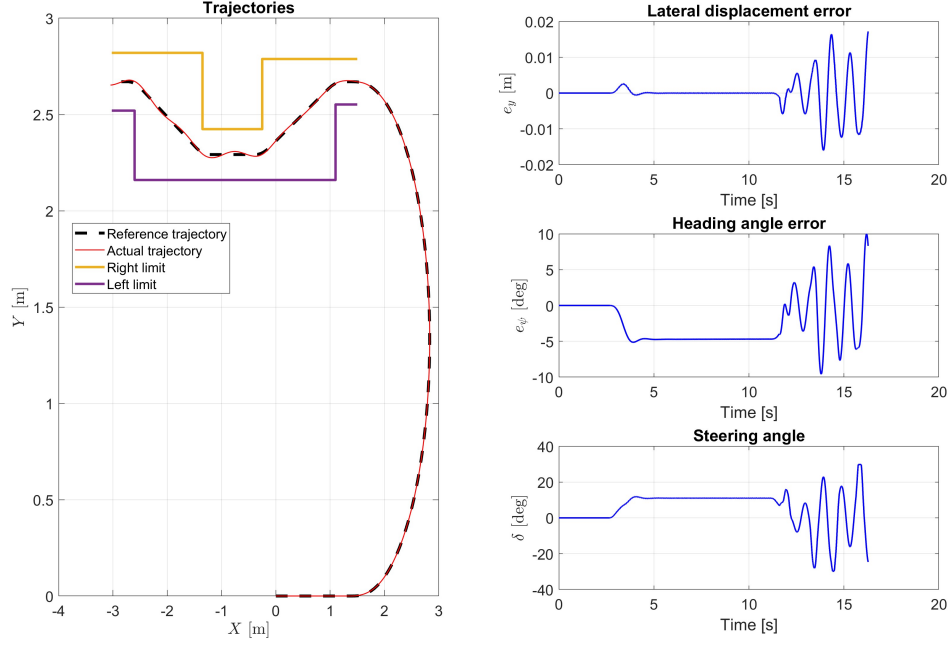 Trajectories
3
2.5
2
1.5
1
0.5
0
-4
-3
-2
-1
0
1
2
3
Y [m]
X [m]
Reference trajectory
Actual trajectory
Right limit
Left limit
Lateral displacement error
0.02
0.01
0
-0.01
-0.02
0
5
10
15
20
e_y [m]
Time [s]
Heading angle error
10
5
0
-5
-10
0
5
10
15
20
e_ψ [deg]
Time [s]
Steering angle
40
20
0
-20
-40
0
5
10
15
20
δ [deg]
Time [s]